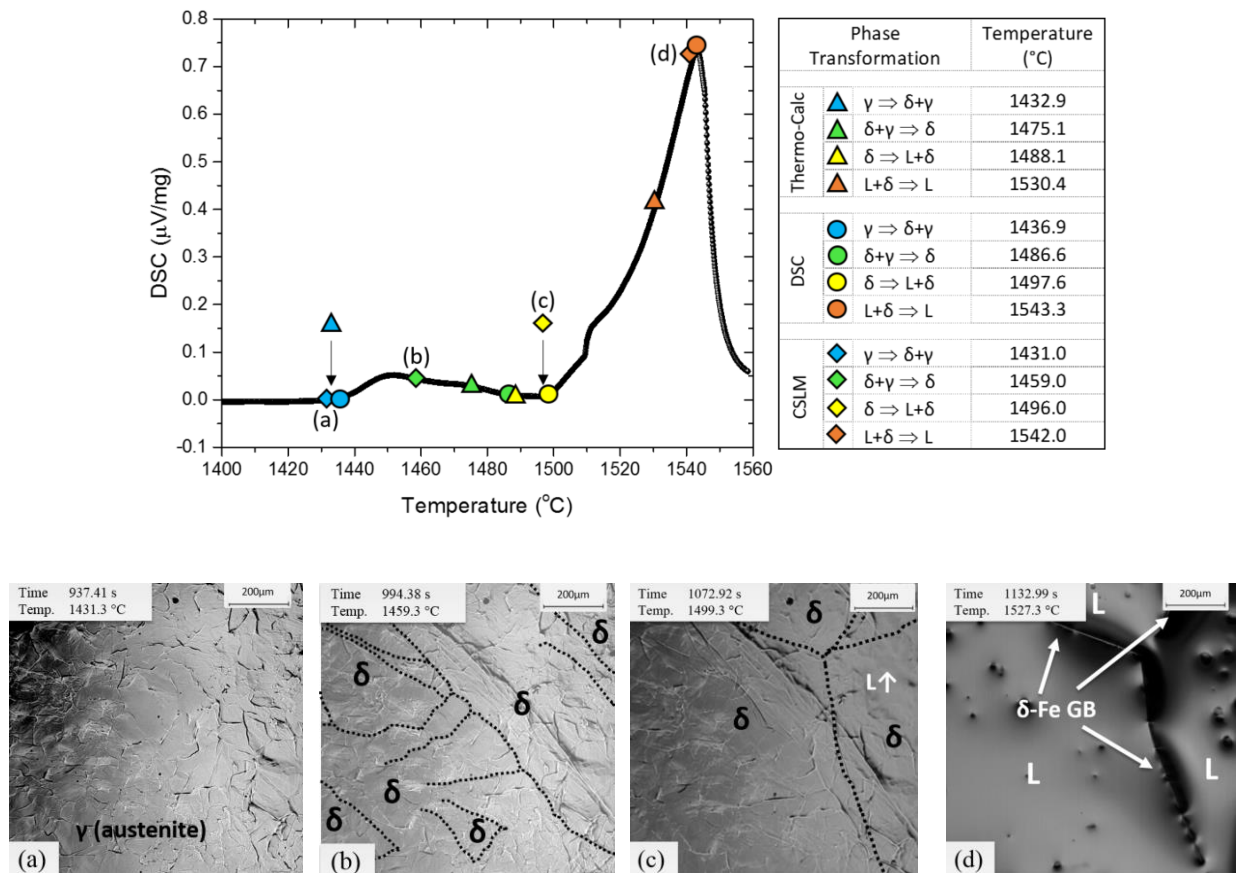 0.8
0.7
0.6
0.5
0.4
0.3
0.2
0.1
0.0
-0.1
DSC (μV/mg)
1400 1420 1440 1460 1480 1500 1520 1540 1560
Temperature (°C)
(a)
(b)
(c)
(d)
Phase Transformation Temperature (°C)
Thermo-Calc
γ ⇒ δ+γ 1432.9
δ+γ ⇒ δ 1475.1
δ ⇒ L+δ 1488.1
L+δ ⇒ L 1530.4
DSC
γ ⇒ δ+γ 1436.9
δ+γ ⇒ δ 1486.6
δ ⇒ L+δ 1497.6
L+δ ⇒ L 1543.3
CSLM
γ ⇒ δ+γ 1431.0
δ+γ ⇒ δ 1459.0
δ ⇒ L+δ 1496.0
L+δ ⇒ L 1542.0
Time 937.41 s
Temp. 1431.3 °C
200μm
γ (austenite)
(a)
Time 994.38 s
Temp. 1459.3 °C
200μm
δ
δ
δ
δ
δ
δ
(b)
Time 1072.92 s
Temp. 1499.3 °C
200μm
δ
L↑
δ
δ
(c)
Time 1132.99 s
Temp. 1527.3 °C
200μm
L
δ-Fe GB
L
L
(d)